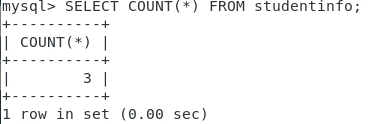 mysql> SELECT COUNT(*) FROM studentinfo;
+----------+
| COUNT(*) |
+----------+
|        3 |
+----------+
1 row in set (0.00 sec)